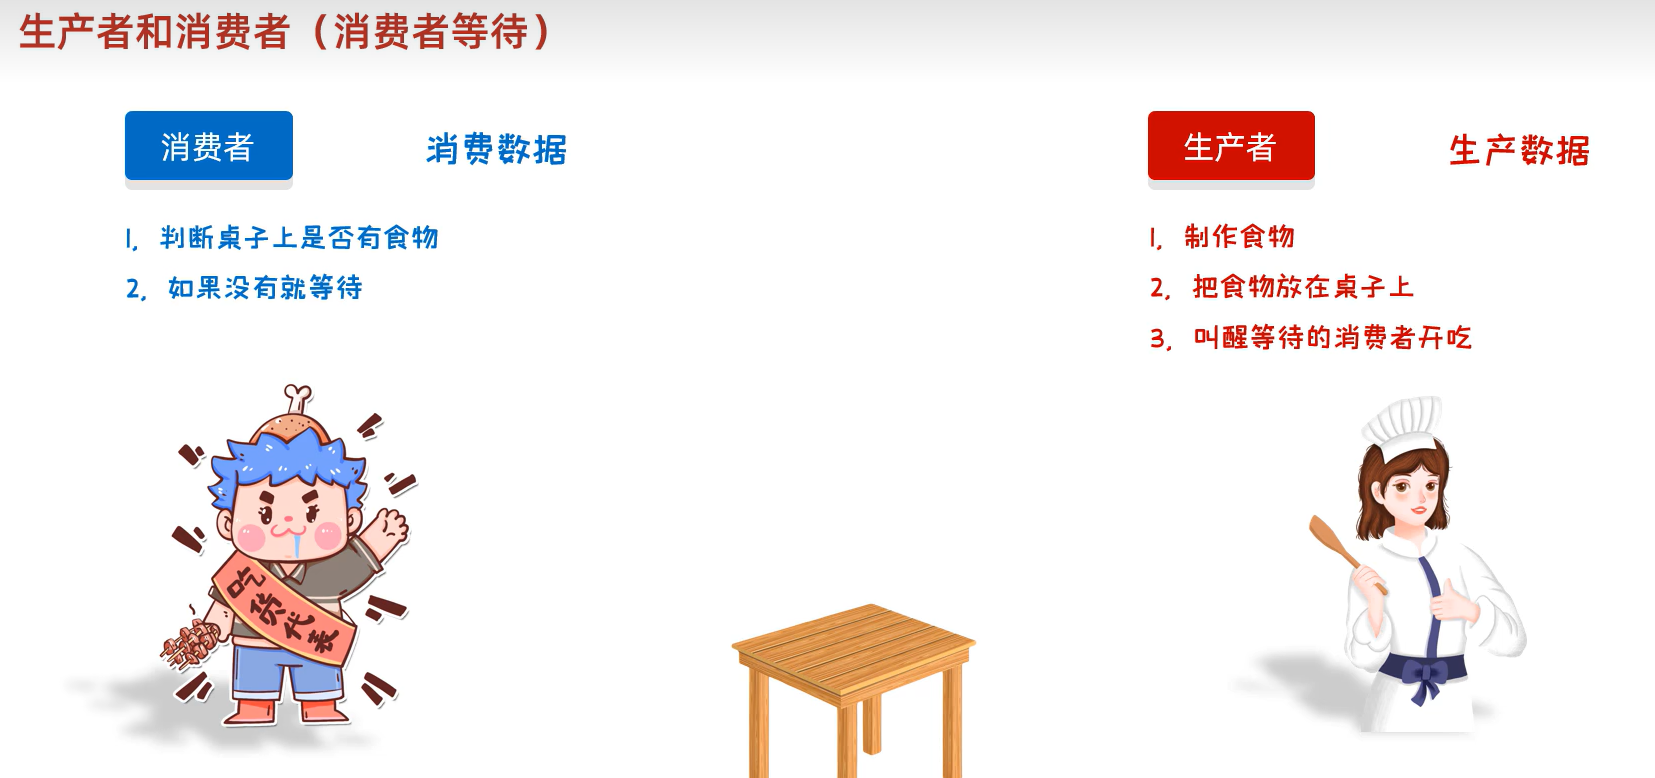 生产者和消费者（消费者等待）
消费者
消费数据
1，判断桌子上是否有食物
2，如果没有就等待
生产者
生产数据
1，制作食物
2，把食物放在桌子上
3，叫醒等待的消费者开吃
吃货代表